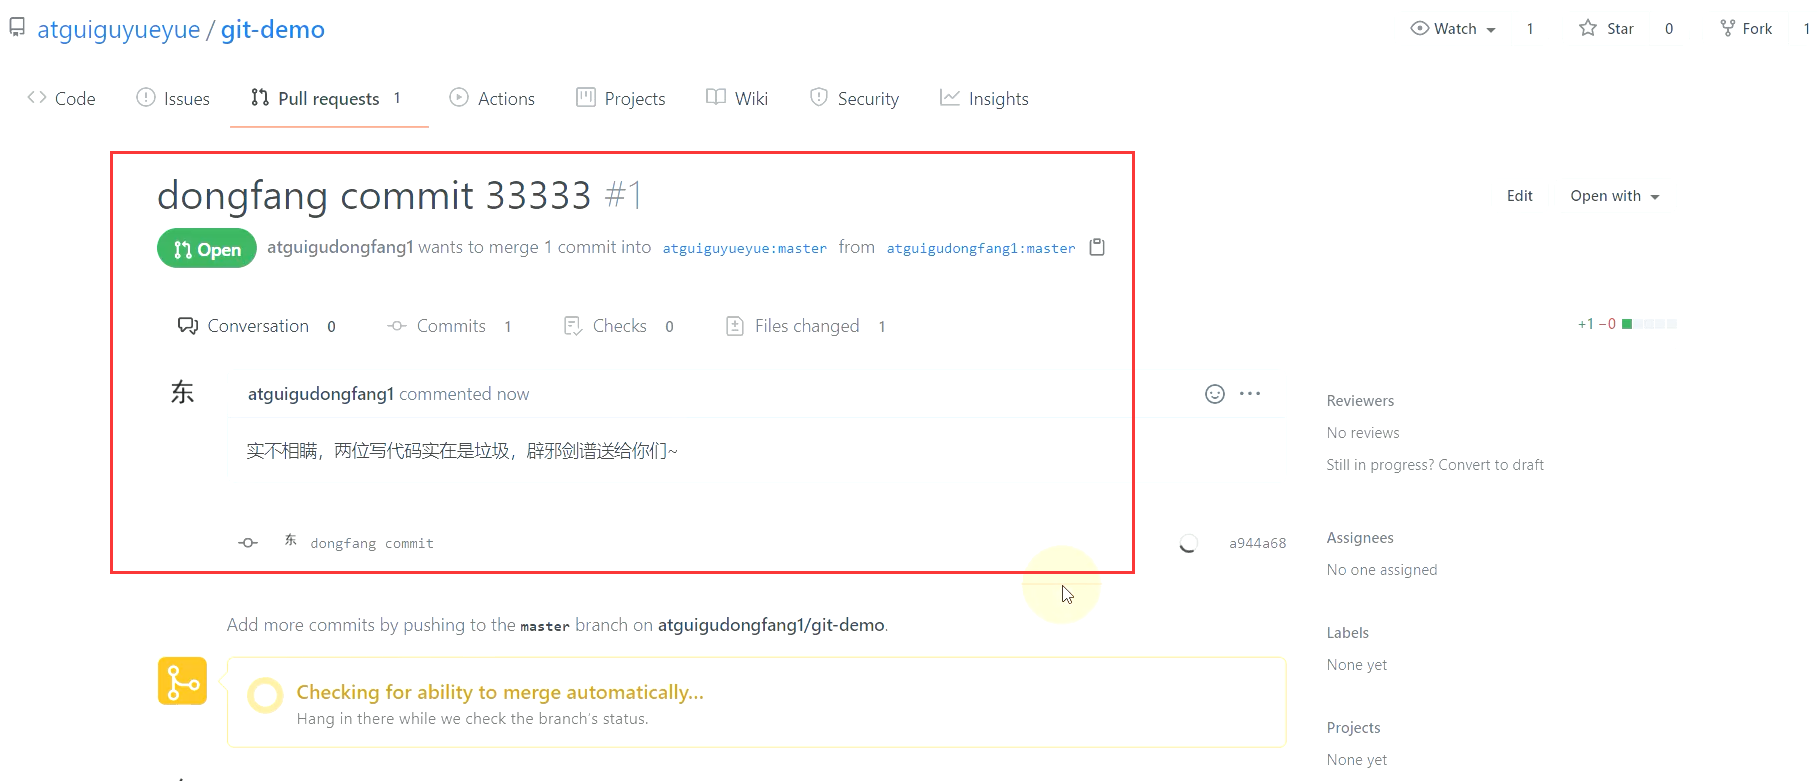 atguiguyueyue / git-demo
Watch 1 Star 0 Fork 1
Code Issues Pull requests 1 Actions Projects Wiki Security Insights
dongfang commit 33333 #1
Edit Open with
Open atguigudongfang1 wants to merge 1 commit into atguiguyueyue:master from atguigudongfang1:master
Conversation 0 Commits 1 Checks 0 Files changed 1
+1 −0
东 atguigudongfang1 commented now
实不相瞒，两位写代码实在是垃圾，辟邪剑谱送给你们~
东 dongfang commit a944a68
Add more commits by pushing to the master branch on atguigudongfang1/git-demo.
Checking for ability to merge automatically...
Hang in there while we check the branch's status.
Reviewers
No reviews
Still in progress? Convert to draft
Assignees
No one assigned
Labels
None yet
Projects
None yet